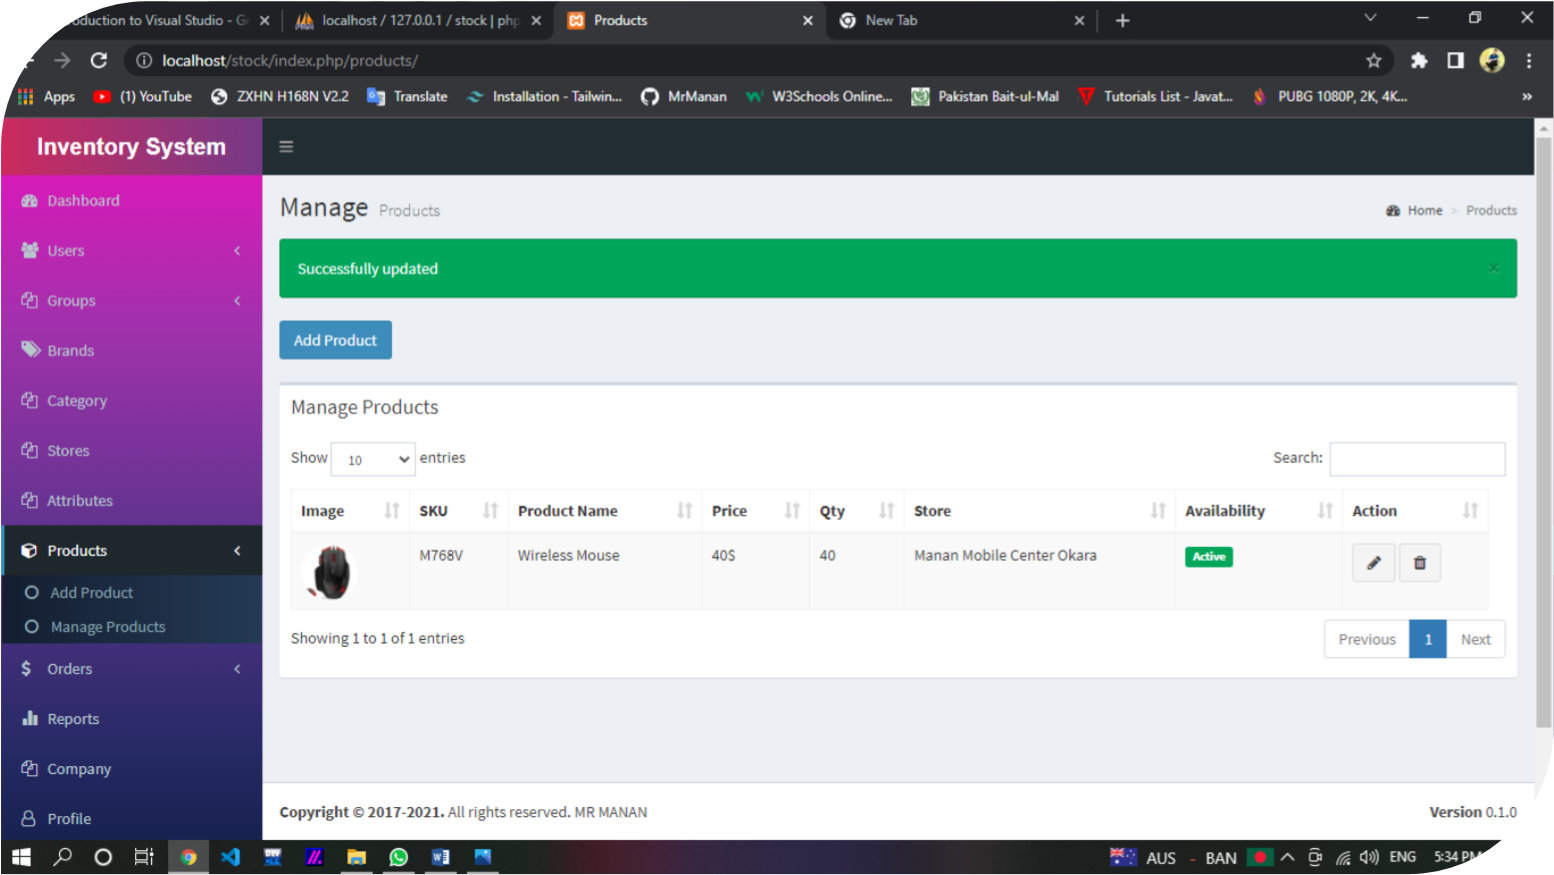 oduction to Visual Studio - Ge
localhost / 127.0.0.1 / stock | php
Products
New Tab
localhost/stock/index.php/products/
Apps
(1) YouTube
ZXHN H168N V2.2
Translate
Installation - Tailwin...
MrManan
W3Schools Online...
Pakistan Bait-ul-Mal
Tutorials List - Javat...
PUBG 1080P, 2K, 4K...
»
Inventory System
Dashboard
Users
Groups
Brands
Category
Stores
Attributes
Products
Add Product
Manage Products
Orders
Reports
Company
Profile
Manage Products
Home > Products
Successfully updated
×
Add Product
Manage Products
Show 10 entries
Search:
Image SKU Product Name Price Qty Store Availability Action
M768V Wireless Mouse 40$ 40 Manan Mobile Center Okara Active
Showing 1 to 1 of 1 entries
Previous 1 Next
Copyright © 2017-2021. All rights reserved. MR MANAN
Version 0.1.0
AUS - BAN
ENG
5:34 PM